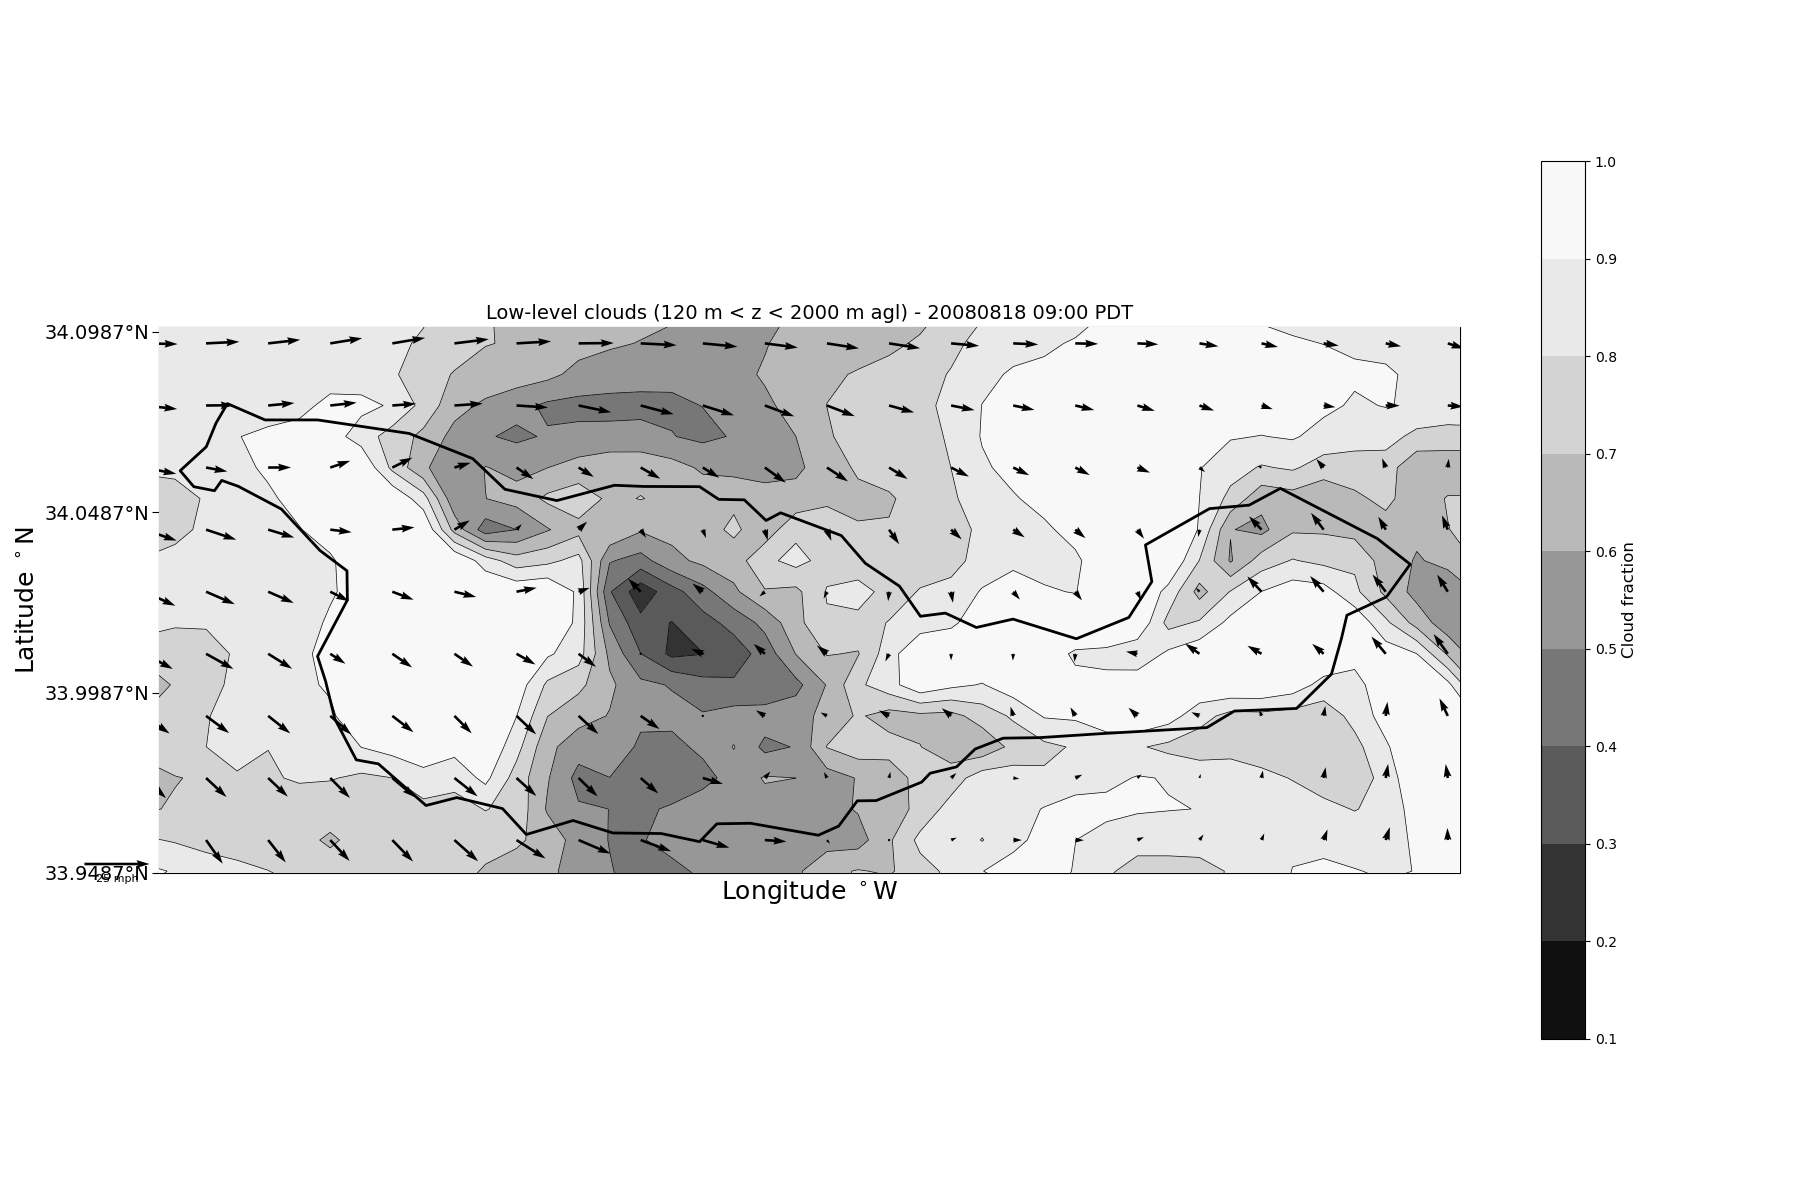 Low-level clouds (120 m < z < 2000 m agl) - 20080818 09:00 PDT
34.0987°N
34.0487°N
33.9987°N
33.9487°N
Latitude °N
Longitude °W
25 mph
1.0
0.9
0.8
0.7
0.6
0.5
0.4
0.3
0.2
0.1
Cloud fraction